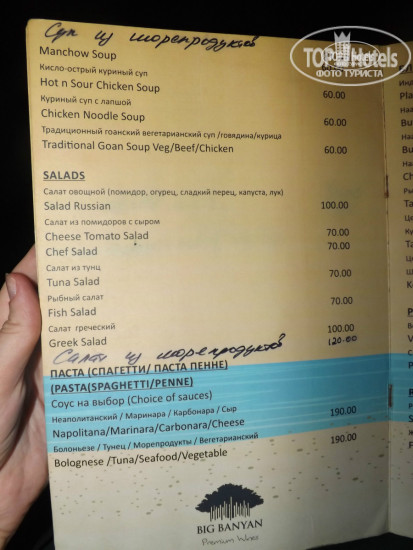 Суп из морепродуктов
Manchow Soup
Кисло-острый куриный суп
Hot n Sour Chicken Soup 60.00
Куриный суп с лапшой
Chicken Noodle Soup 60.00
Традиционный гоанский вегетарианский суп /говядина/курица
Traditional Goan Soup Veg/Beef/Chicken 60.00
SALADS
Салат овощной (помидор, огурец, сладкий перец, капуста, лук)
Salad Russian 100.00
Салат из помидоров с сыром
Cheese Tomato Salad 70.00
Chef Salad 70.00
Салат из тунц
Tuna Salad 70.00
Рыбный салат
Fish Salad 70.00
Салат греческий
Greek Salad 100.00
Салат из морепродуктов 120.00
ПАСТА (СПАГЕТТИ/ ПАСТА ПЕННЕ)
(PASTA(SPAGHETTI/PENNE)
Соус на выбор (Choice of sauces)
Неаполитанский / Маринара / Карбонара / Сыр
Napolitana/Marinara/Carbonara/Cheese 190.00
Болоньезе / Тунец / Морепродукты / Вегетарианский
Bolognese /Tuna/Seafood/Vegetable 190.00
BIG BANYAN
Premium Wines
TOPHotels
ФОТО ТУРИСТА